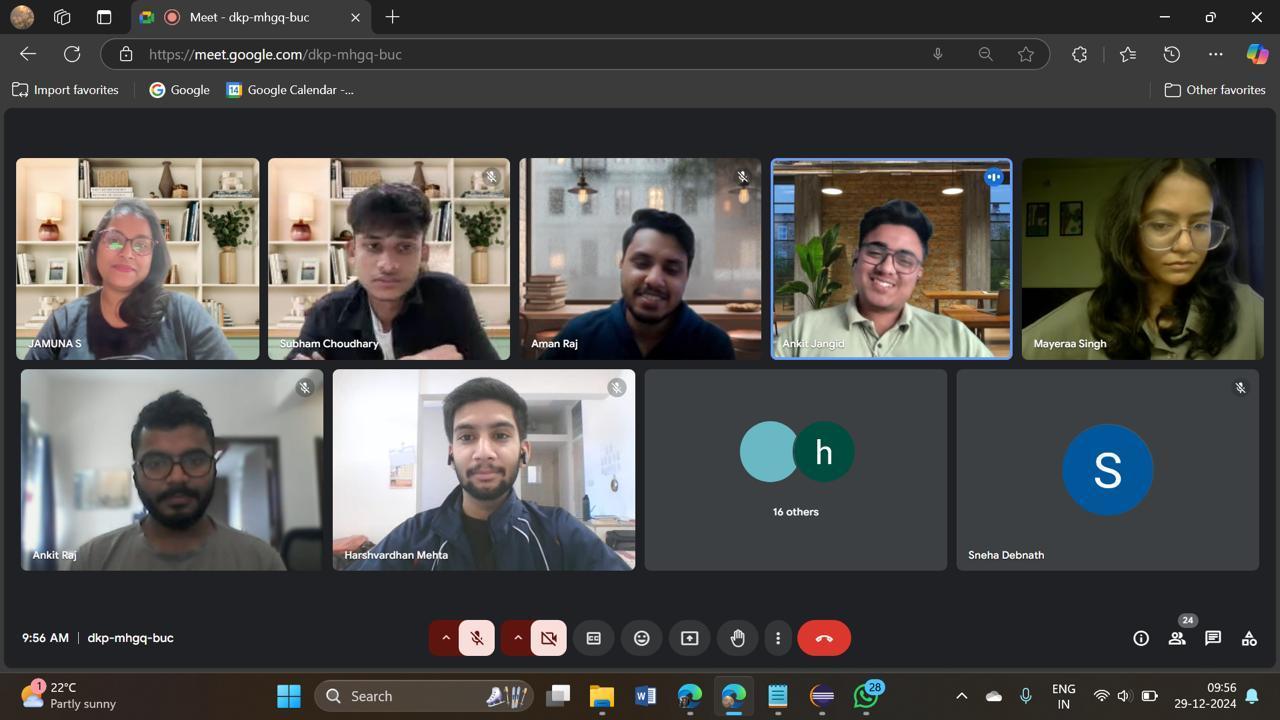 Meet - dkp-mhgq-buc
https://meet.google.com/dkp-mhgq-buc
Import favorites
Google
14
Google Calendar -...
Other favorites
JAMUNA S
Subham Choudhary
Aman Raj
Ankit Jangid
Mayeraa Singh
h
16 others
S
Ankit Raj
Harshvardhan Mehta
Sneha Debnath
9:56 AM | dkp-mhgq-buc
24
1
22°C
Partly sunny
Search
28
ENG
IN
09:56
29-12-2024